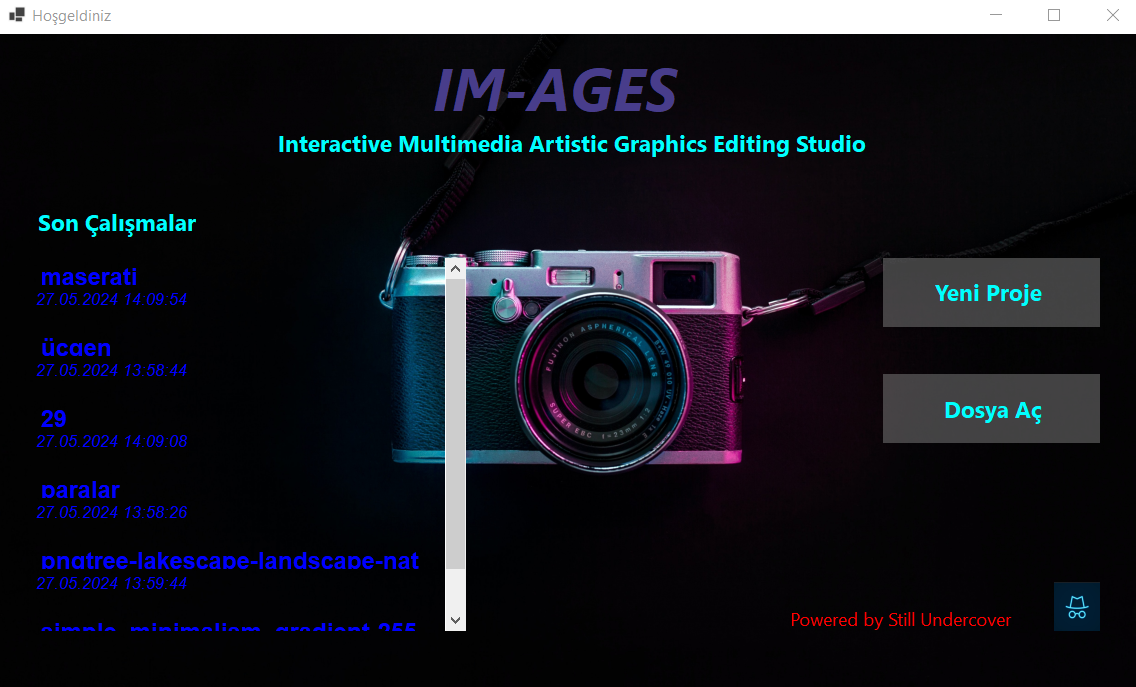 Hoşgeldiniz
IM-AGES
Interactive Multimedia Artistic Graphics Editing Studio
Son Çalışmalar
maserati
27.05.2024 14:09:54
üçgen
27.05.2024 13:58:44
29
27.05.2024 14:09:08
paralar
27.05.2024 13:58:26
pngtree-lakescape-landscape-nat
27.05.2024 13:59:44
simple_minimalism_gradient-255
Yeni Proje
Dosya Aç
FUJINON ASPHERICAL LENS
SUPER EBC f=23mm 1:2
Powered by Still Undercover